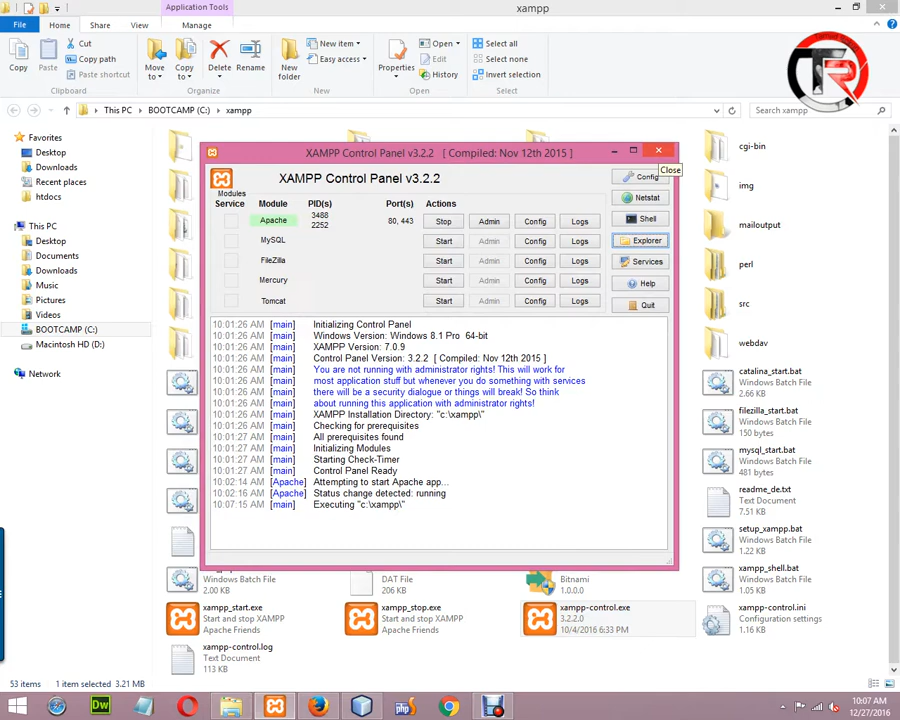 Application Tools
xampp
File
Home
Share
View
Manage
Copy
Paste
Cut
Copy path
Paste shortcut
Clipboard
Move to
Copy to
Delete
Rename
Organize
New folder
New item
Easy access
New
Properties
Open
Edit
History
Open
Select all
Select none
Invert selection
Select
This PC
BOOTCAMP (C:)
xampp
Search xampp
Favorites
Desktop
Downloads
Recent places
htdocs
This PC
Desktop
Documents
Downloads
Music
Pictures
Videos
BOOTCAMP (C:)
Macintosh HD (D:)
Network
XAMPP Control Panel v3.2.2 [ Compiled: Nov 12th 2015 ]
Close
XAMPP Control Panel v3.2.2
Config
Netstat
Shell
Explorer
Services
Help
Quit
Modules
Service Module PID(s) Port(s) Actions
Apache 3488 2252 80, 443 Stop Admin Config Logs
MySQL Start Admin Config Logs
FileZilla Start Admin Config Logs
Mercury Start Admin Config Logs
Tomcat Start Admin Config Logs
10:01:26 AM [main] Initializing Control Panel
10:01:26 AM [main] Windows Version: Windows 8.1 Pro 64-bit
10:01:26 AM [main] XAMPP Version: 7.0.9
10:01:26 AM [main] Control Panel Version: 3.2.2 [ Compiled: Nov 12th 2015 ]
10:01:26 AM [main] You are not running with administrator rights! This will work for
10:01:26 AM [main] most application stuff but whenever you do something with services
10:01:26 AM [main] there will be a security dialogue or things will break! So think
10:01:26 AM [main] about running this application with administrator rights!
10:01:26 AM [main] XAMPP Installation Directory: "c:\xampp\"
10:01:26 AM [main] Checking for prerequisites
10:01:27 AM [main] All prerequisites found
10:01:27 AM [main] Initializing Modules
10:01:27 AM [main] Starting Check-Timer
10:01:27 AM [main] Control Panel Ready
10:02:14 AM [Apache] Attempting to start Apache app...
10:02:16 AM [Apache] Status change detected: running
10:07:15 AM [main] Executing "c:\xampp\"
cgi-bin
img
mailoutput
perl
src
webdav
catalina_start.bat
Windows Batch File
2.66 KB
filezilla_start.bat
Windows Batch File
150 bytes
mysql_start.bat
Windows Batch File
481 bytes
readme_de.txt
Text Document
7.51 KB
setup_xampp.bat
Windows Batch File
1.22 KB
xampp_shell.bat
Windows Batch File
1.05 KB
xampp-control.ini
Configuration settings
1.16 KB
Windows Batch File
2.00 KB
DAT File
206 KB
Bitnami
1.0.0.0
xampp_start.exe
Start and stop XAMPP
Apache Friends
xampp_stop.exe
Start and stop XAMPP
Apache Friends
xampp-control.exe
3.2.2.0
10/4/2016 6:33 PM
xampp-control.log
Text Document
113 KB
53 items
1 item selected 3.21 MB
Dw
php
10:07 AM
12/27/2016